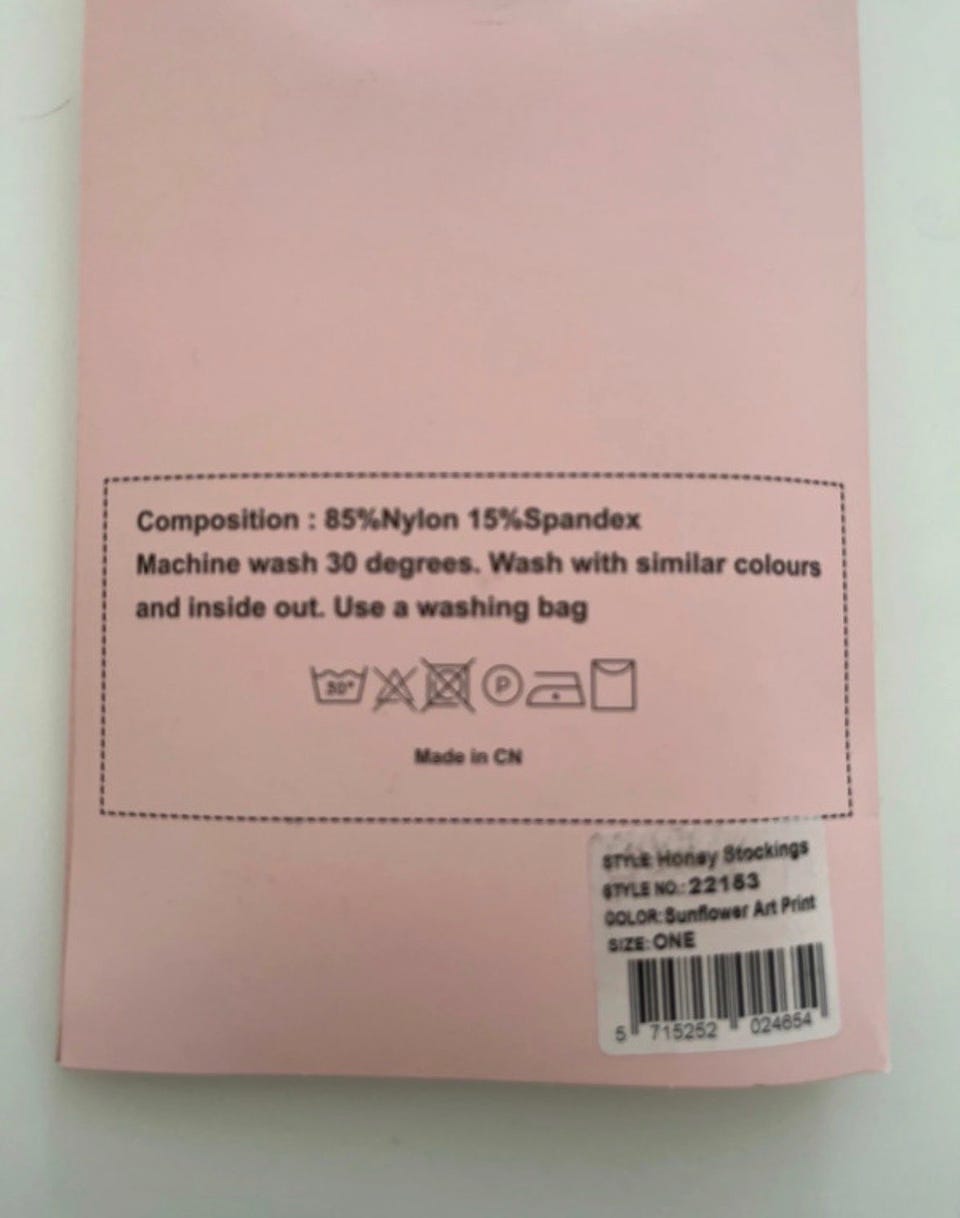 Composition : 85%Nylon 15%Spandex
Machine wash 30 degrees. Wash with similar colours
and inside out. Use a washing bag
30°
P
Made in CN
STYLE: Honey Stockings
STYLE NO.: 22153
COLOR: Sunflower Art Print
SIZE: ONE
5 715252 024654